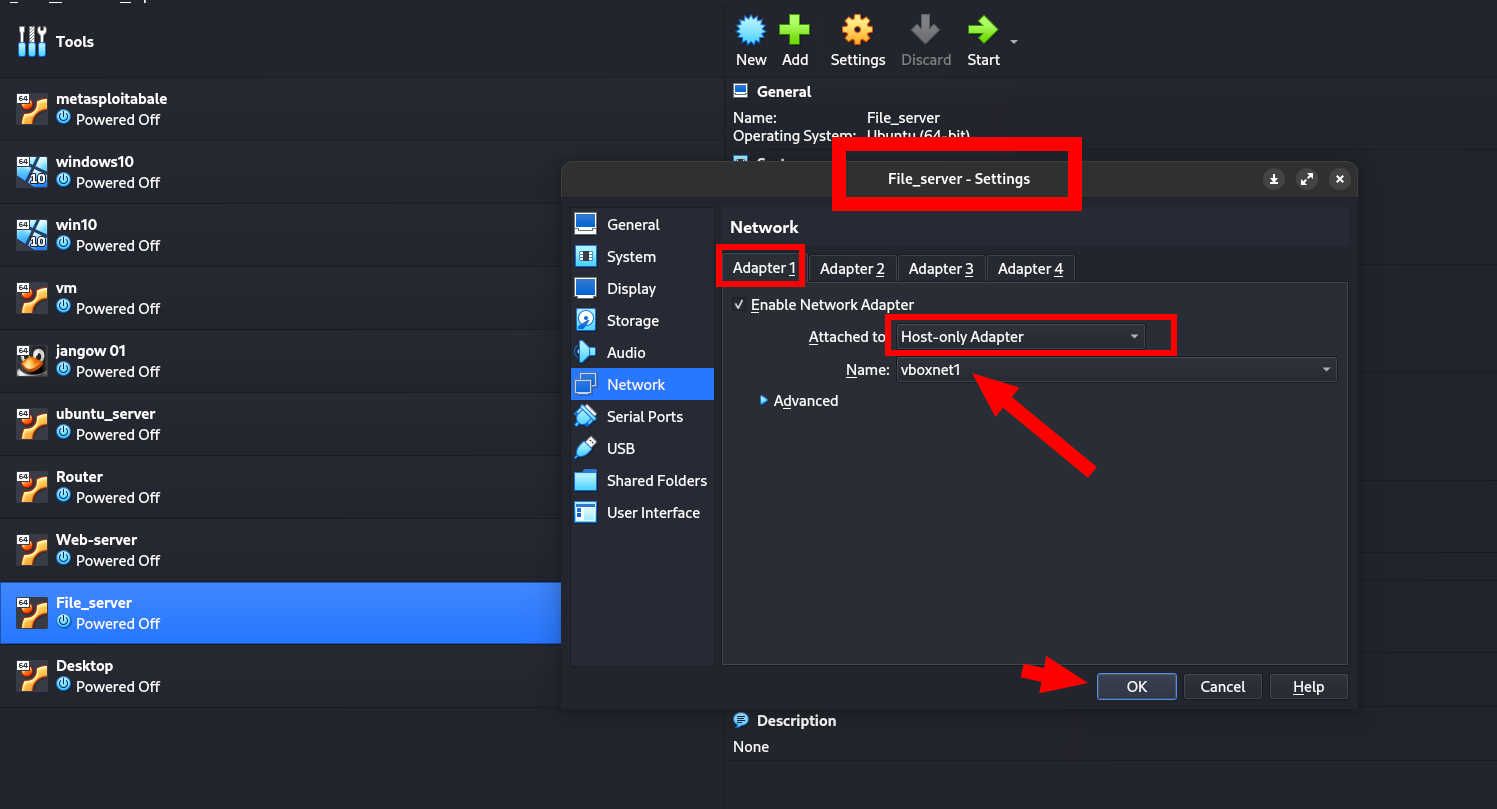 Tools
New Add Settings Discard Start
64
metasploitabale
Powered Off
General
Name: File_server
Operating System: Ubuntu (64-bit)
64
windows10
10
Powered Off
File_server - Settings
64
win10
10
Powered Off
64
vm
Powered Off
64
jangow 01
Powered Off
64
ubuntu_server
Powered Off
64
Router
Powered Off
64
Web-server
Powered Off
64
File_server
Powered Off
64
Desktop
Powered Off
General
System
Display
Storage
Audio
Network
Serial Ports
USB
Shared Folders
User Interface
Network
Adapter 1 Adapter 2 Adapter 3 Adapter 4
Enable Network Adapter
Attached to Host-only Adapter
Name: vboxnet1
Advanced
OK Cancel Help
Description
None